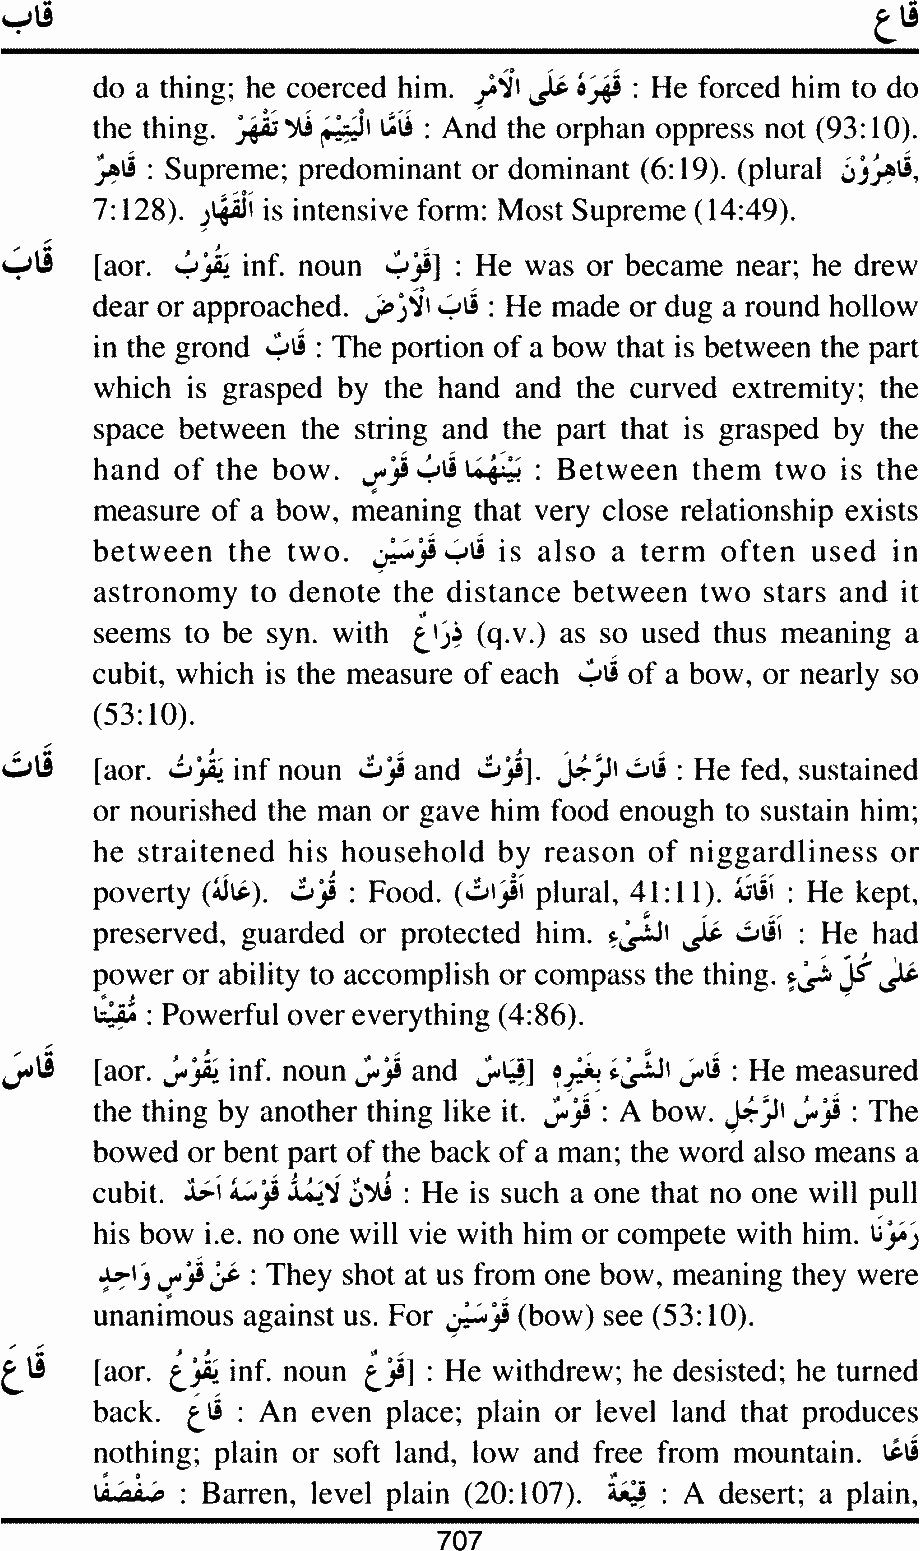 قاب قاع
do a thing; he coerced him. قَهَرَهُ عَلَى الْاَمْرِ : He forced him to do
the thing. فَاَمَّا الْيَتِيْمَ فَلا تَقْهَرْ : And the orphan oppress not (93:10).
قَاهِرٌ : Supreme; predominant or dominant (6:19). (plural قَاهِرُوْنَ,
7:128). اَلْقَهَّارِ is intensive form: Most Supreme (14:49).
قَابَ [aor. يَقُوْبُ inf. noun قَوْبٌ] : He was or became near; he drew
dear or approached. قَابَ الْاَرْضَ : He made or dug a round hollow
in the grond قَابٌ : The portion of a bow that is between the part
which is grasped by the hand and the curved extremity; the
space between the string and the part that is grasped by the
hand of the bow. بَيْنَهُمَا قَابُ قَوْسٍ : Between them two is the
measure of a bow, meaning that very close relationship exists
between the two. قَابَ قَوْسَيْنِ is also a term often used in
astronomy to denote the distance between two stars and it
seems to be syn. with ذِرَاعٌ (q.v.) as so used thus meaning a
cubit, which is the measure of each قَابٌ of a bow, or nearly so
(53:10).
قَاتَ [aor. يَقُوْتُ inf noun قَوْتٌ and قُوْتٌ]. قَاتَ الرَّجُلَ : He fed, sustained
or nourished the man or gave him food enough to sustain him;
he straitened his household by reason of niggardliness or
poverty (عَالَهُ). قُوْتٌ : Food. (اَقْوَاتٌ plural, 41:11). اَقَاتَهُ : He kept,
preserved, guarded or protected him. اَقَاتَ عَلَى الشَّيْءِ : He had
power or ability to accomplish or compass the thing. عَلٰى كُلِّ شَيْءٍ
مُّقِيْتًا : Powerful over everything (4:86).
قَاسَ [aor. يَقُوْسُ inf. noun قَوْسٌ and قِيَاسٌ] قَاسَ الشَّيْءَ بِغَيْرِهٖ : He measured
the thing by another thing like it. قَوْسٌ : A bow. قَوْسُ الرَّجُلِ : The
bowed or bent part of the back of a man; the word also means a
cubit. فُلَانٌ لَايَمُدُّ قَوْسَهُ اَحَدٌ : He is such a one that no one will pull
his bow i.e. no one will vie with him or compete with him. رَمَوْنَا
عَنْ قَوْسٍ وَاحِدٍ : They shot at us from one bow, meaning they were
unanimous against us. For قَوْسَيْنِ (bow) see (53:10).
قَاعَ [aor. يَقُوْعُ inf. noun قَوْعٌ] : He withdrew; he desisted; he turned
back. قَاعٌ : An even place; plain or level land that produces
nothing; plain or soft land, low and free from mountain. قَاعًا
صَفْصَفًا : Barren, level plain (20:107). قِيْعَةٌ : A desert; a plain,
707